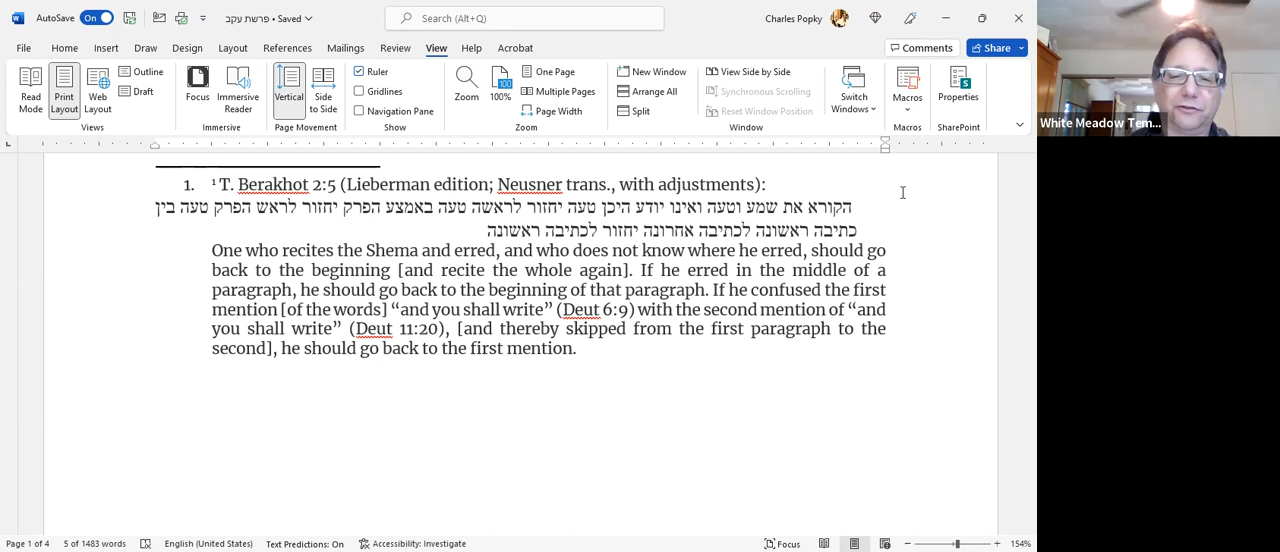 AutoSave On פרשת עקב • Saved Search (Alt+Q) Charles Popky
File Home Insert Draw Design Layout References Mailings Review View Help Acrobat Comments Share
Read Mode
Print Layout
Web Layout
Outline
Draft
Views
Focus
Immersive Reader
Immersive
Vertical
Side to Side
Page Movement
Ruler
Gridlines
Navigation Pane
Show
Zoom
100
100%
One Page
Multiple Pages
Page Width
Zoom
New Window
Arrange All
Split
View Side by Side
Synchronous Scrolling
Reset Window Position
Switch Windows
Window
Macros
Macros
Properties
SharePoint
White Meadow Tem...
1. ¹ T. Berakhot 2:5 (Lieberman edition; Neusner trans., with adjustments):
הקורא את שמע וטעה ואינו יודע היכן טעה יחזור לראשה טעה באמצע הפרק יחזור לראש הפרק טעה בין
כתיבה ראשונה לכתיבה אחרונה יחזור לכתיבה ראשונה
One who recites the Shema and erred, and who does not know where he erred, should go
back to the beginning [and recite the whole again]. If he erred in the middle of a
paragraph, he should go back to the beginning of that paragraph. If he confused the first
mention [of the words] “and you shall write” (Deut 6:9) with the second mention of “and
you shall write” (Deut 11:20), [and thereby skipped from the first paragraph to the
second], he should go back to the first mention.
Page 1 of 4 5 of 1483 words English (United States) Text Predictions: On Accessibility: Investigate Focus 154%